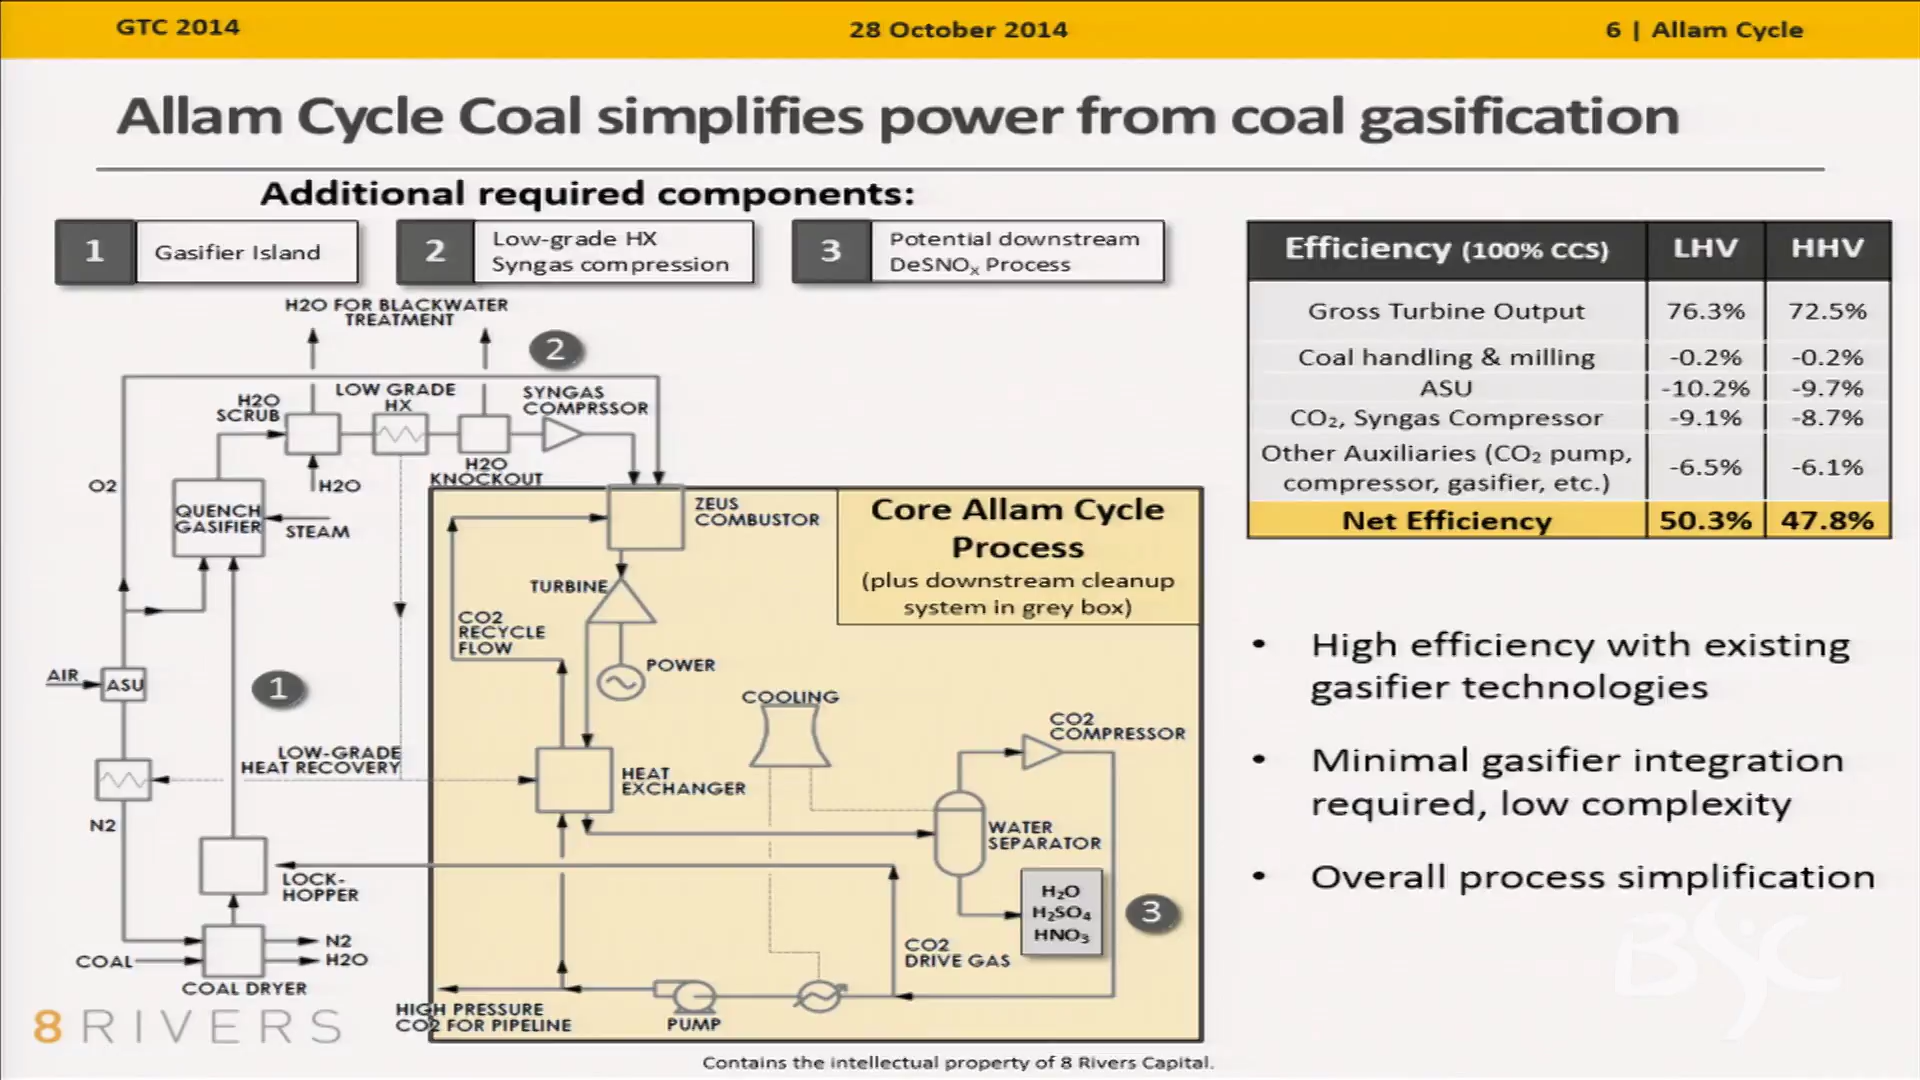 GTC 2014
28 October 2014
6 | Allam Cycle
Allam Cycle Coal simplifies power from coal gasification
Additional required components:
1
Gasifier Island
2
Low-grade HX
Syngas compression
3
Potential downstream
DeSNOx Process
H2O FOR BLACKWATER
TREATMENT
2
H2O
SCRUB
LOW GRADE
HX
SYNGAS
COMPRSSOR
H2O
KNOCKOUT
O2
H2O
QUENCH
GASIFIER
STEAM
ZEUS
COMBUSTOR
Core Allam Cycle
Process
(plus downstream cleanup
system in grey box)
TURBINE
CO2
RECYCLE
FLOW
POWER
AIR
ASU
1
COOLING
CO2
COMPRESSOR
LOW-GRADE
HEAT RECOVERY
HEAT
EXCHANGER
N2
WATER
SEPARATOR
LOCK-
HOPPER
H2O
H2SO4
HNO3
3
N2
H2O
COAL
COAL DRYER
CO2
DRIVE GAS
HIGH PRESSURE
CO2 FOR PIPELINE
PUMP
Efficiency (100% CCS) LHV HHV
Gross Turbine Output 76.3% 72.5%
Coal handling & milling -0.2% -0.2%
ASU -10.2% -9.7%
CO2, Syngas Compressor -9.1% -8.7%
Other Auxiliaries (CO2 pump,
compressor, gasifier, etc.) -6.5% -6.1%
Net Efficiency 50.3% 47.8%
• High efficiency with existing
gasifier technologies
• Minimal gasifier integration
required, low complexity
• Overall process simplification
BSC
8 RIVERS
Contains the intellectual property of 8 Rivers Capital.